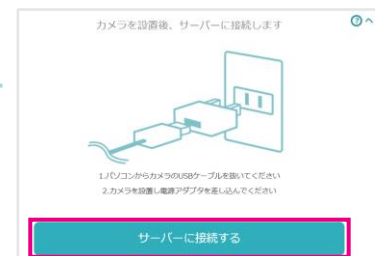 カメラを設置後、サーバーに接続します
1.パソコンからカメラのUSBケーブルを抜いてください
2.カメラを設置し電源アダプタを差し込んでください
サーバーに接続する